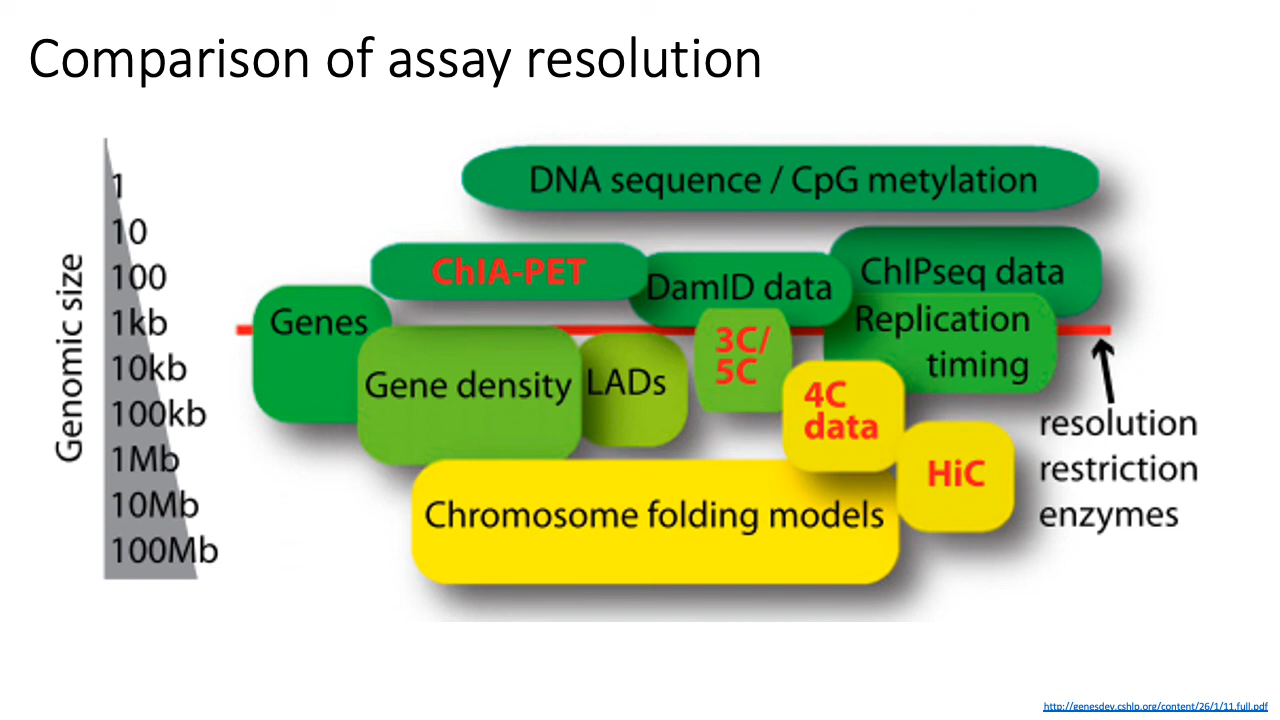 Comparison of assay resolution
Genomic size
1
10
100
1kb
10kb
100kb
1Mb
10Mb
100Mb
DNA sequence / CpG metylation
ChIA-PET
DamID data
ChIPseq data
Genes
Replication
timing
3C/
5C
Gene density
LADs
4C
data
HiC
Chromosome folding models
resolution
restriction
enzymes
http://genesdev.cshlp.org/content/26/1/11.full.pdf